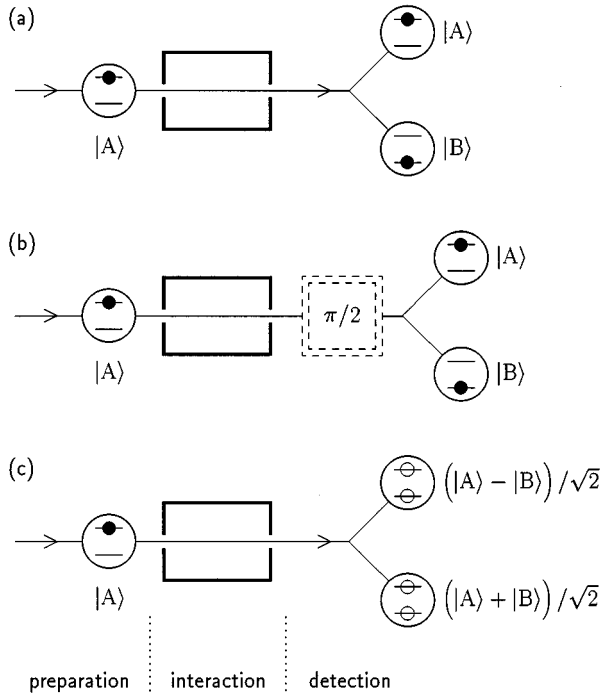 (a)
|A⟩
|A⟩
|B⟩
(b)
|A⟩
π/2
|A⟩
|B⟩
(c)
|A⟩
(|A⟩ − |B⟩)/√2
(|A⟩ + |B⟩)/√2
preparation interaction detection